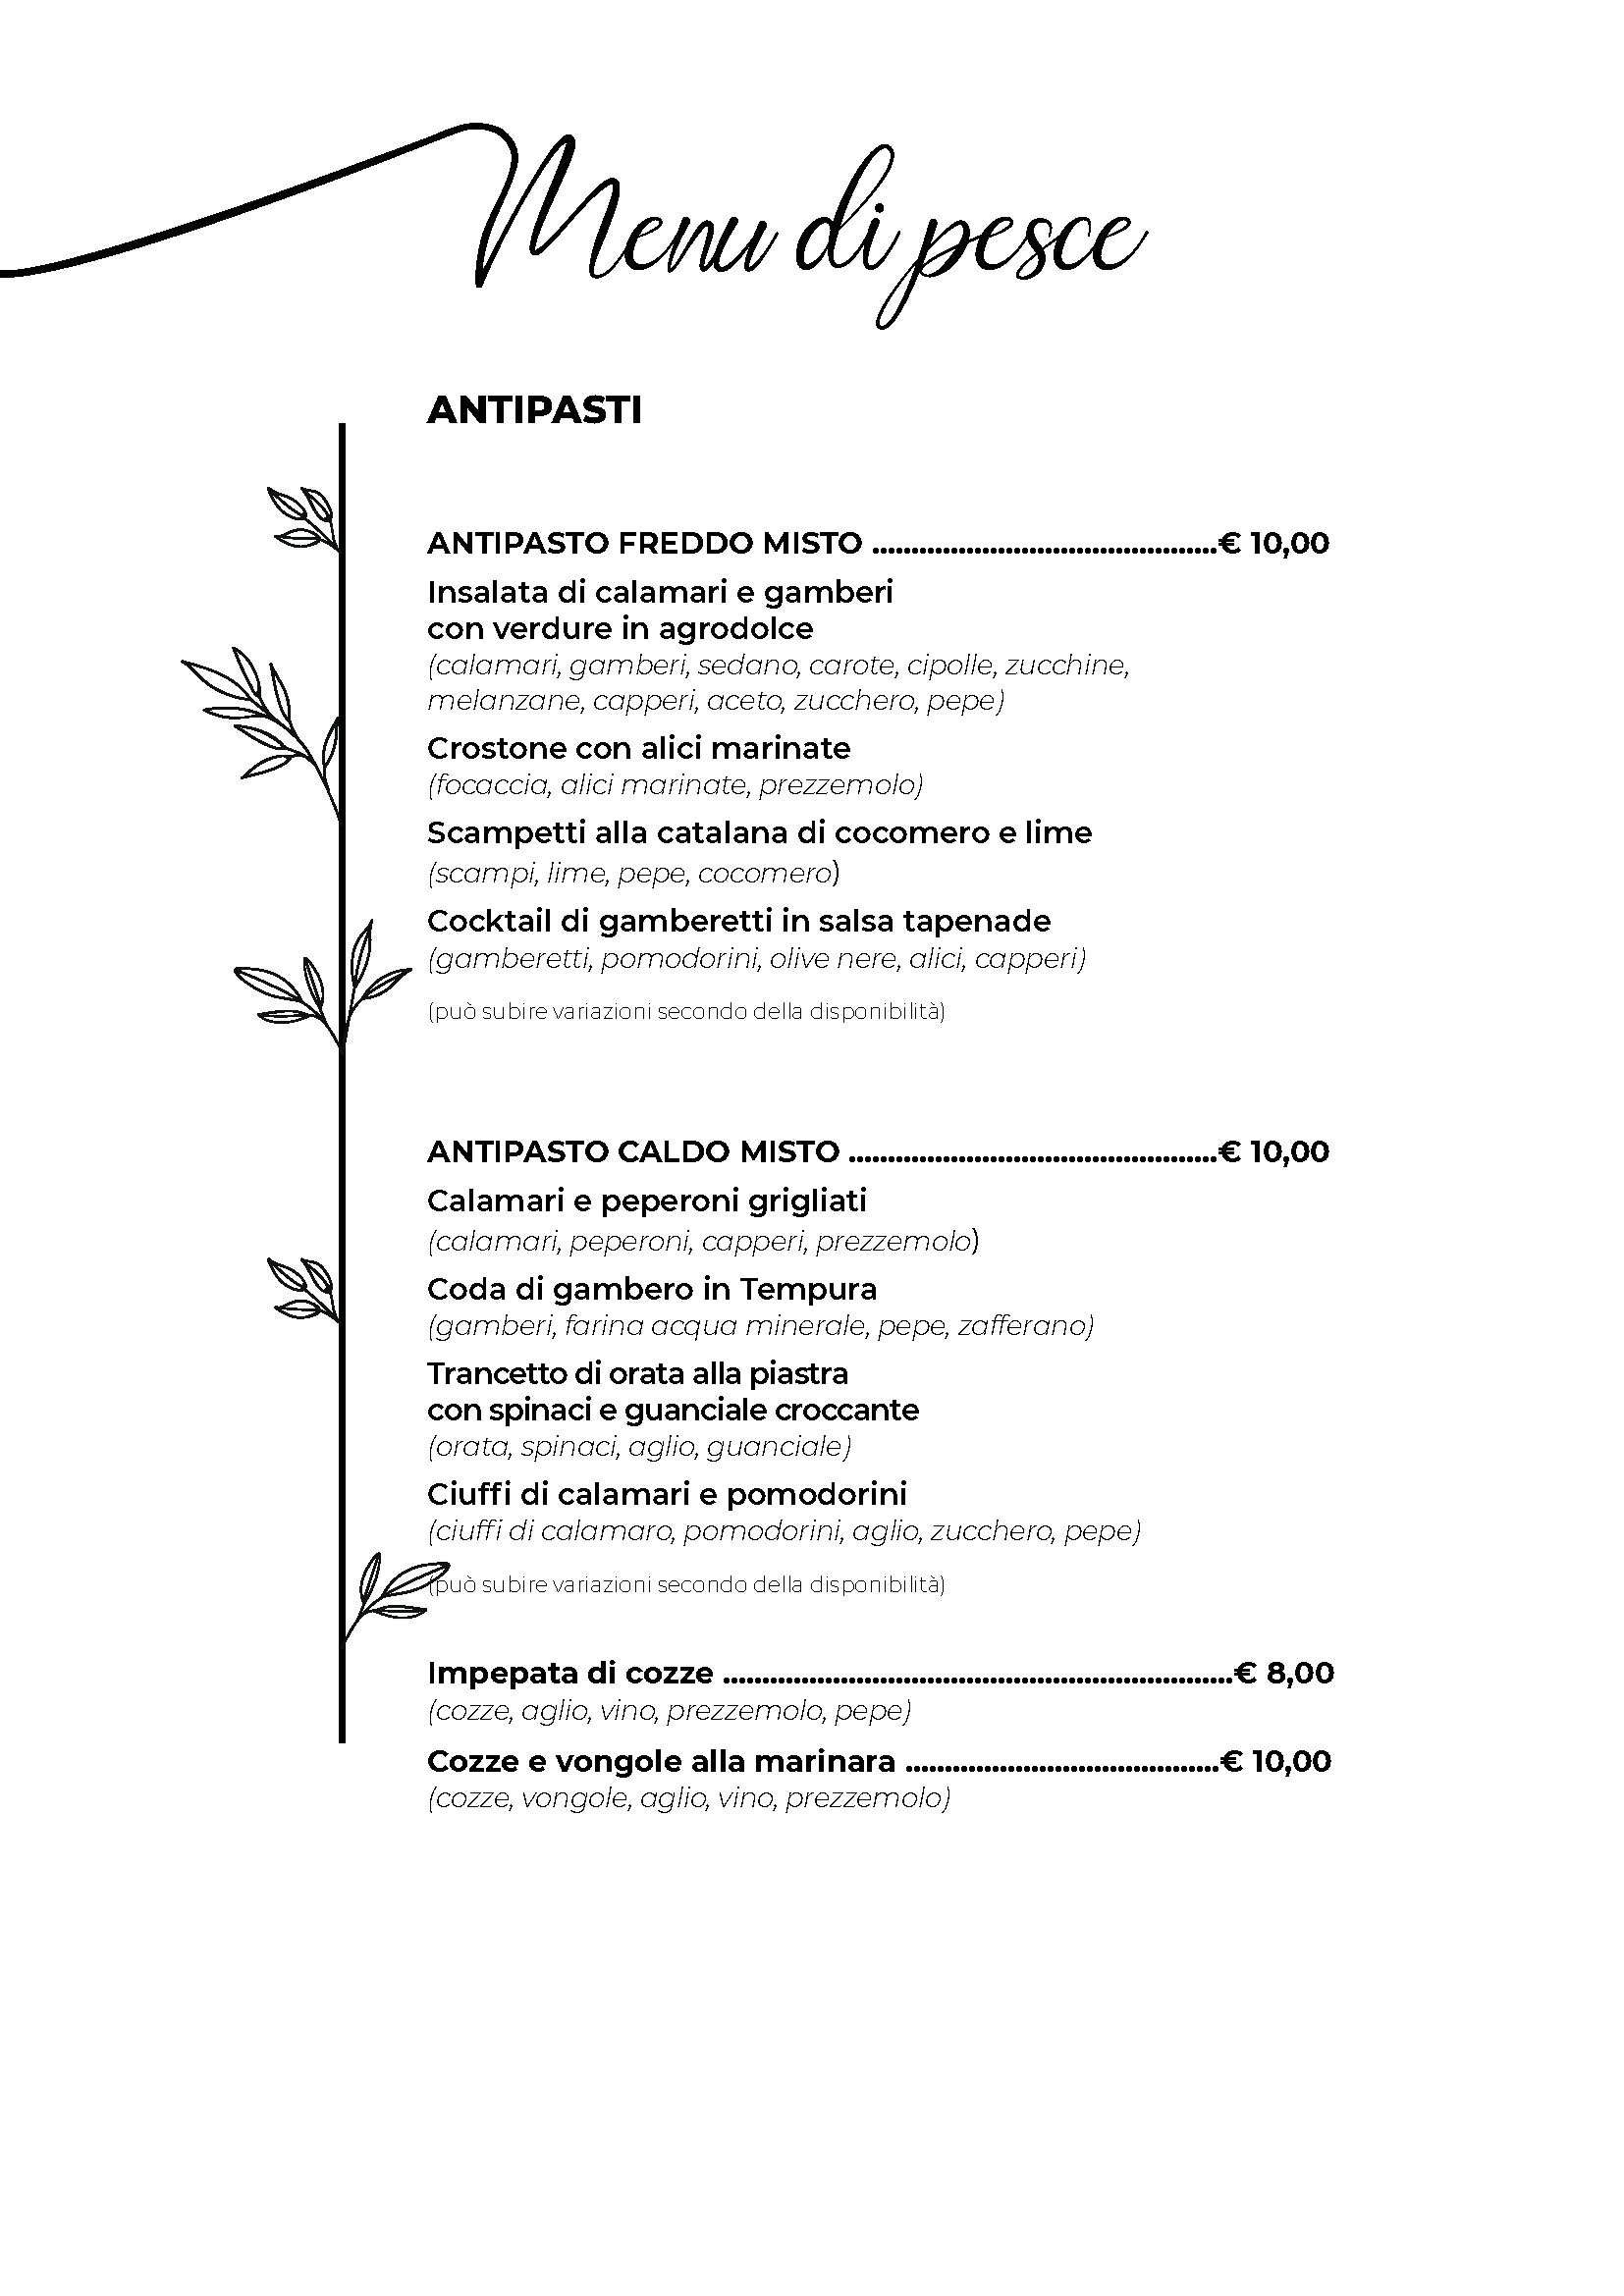 Menu di pesce
ANTIPASTI
ANTIPASTO FREDDO MISTO ............................................€ 10,00
Insalata di calamari e gamberi
con verdure in agrodolce
(calamari, gamberi, sedano, carote, cipolle, zucchine,
melanzane, capperi, aceto, zucchero, pepe)
Crostone con alici marinate
(focaccia, alici marinate, prezzemolo)
Scampetti alla catalana di cocomero e lime
(scampi, lime, pepe, cocomero)
Cocktail di gamberetti in salsa tapenade
(gamberetti, pomodorini, olive nere, alici, capperi)
(può subire variazioni secondo della disponibilità)
ANTIPASTO CALDO MISTO ...............................................€ 10,00
Calamari e peperoni grigliati
(calamari, peperoni, capperi, prezzemolo)
Coda di gambero in Tempura
(gamberi, farina acqua minerale, pepe, zafferano)
Trancetto di orata alla piastra
con spinaci e guanciale croccante
(orata, spinaci, aglio, guanciale)
Ciuffi di calamari e pomodorini
(ciuffi di calamaro, pomodorini, aglio, zucchero, pepe)
(può subire variazioni secondo della disponibilità)
Impepata di cozze .................................................................€ 8,00
(cozze, aglio, vino, prezzemolo, pepe)
Cozze e vongole alla marinara ........................................€ 10,00
(cozze, vongole, aglio, vino, prezzemolo)